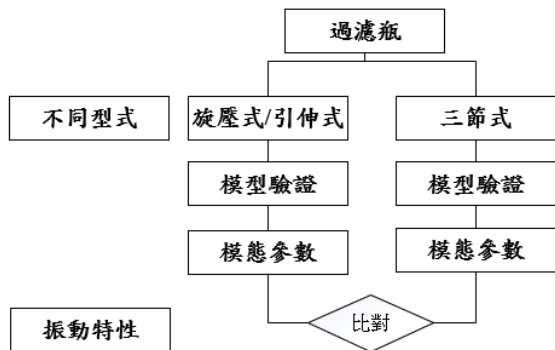 過濾瓶
不同型式
旋壓式/引伸式
三節式
模型驗證
模型驗證
模態參數
模態參數
比對
振動特性